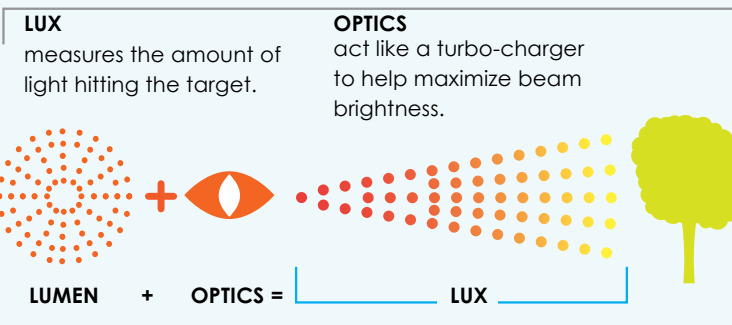 LUX
measures the amount of
light hitting the target.
OPTICS
act like a turbo-charger
to help maximize beam
brightness.
LUMEN + OPTICS = LUX